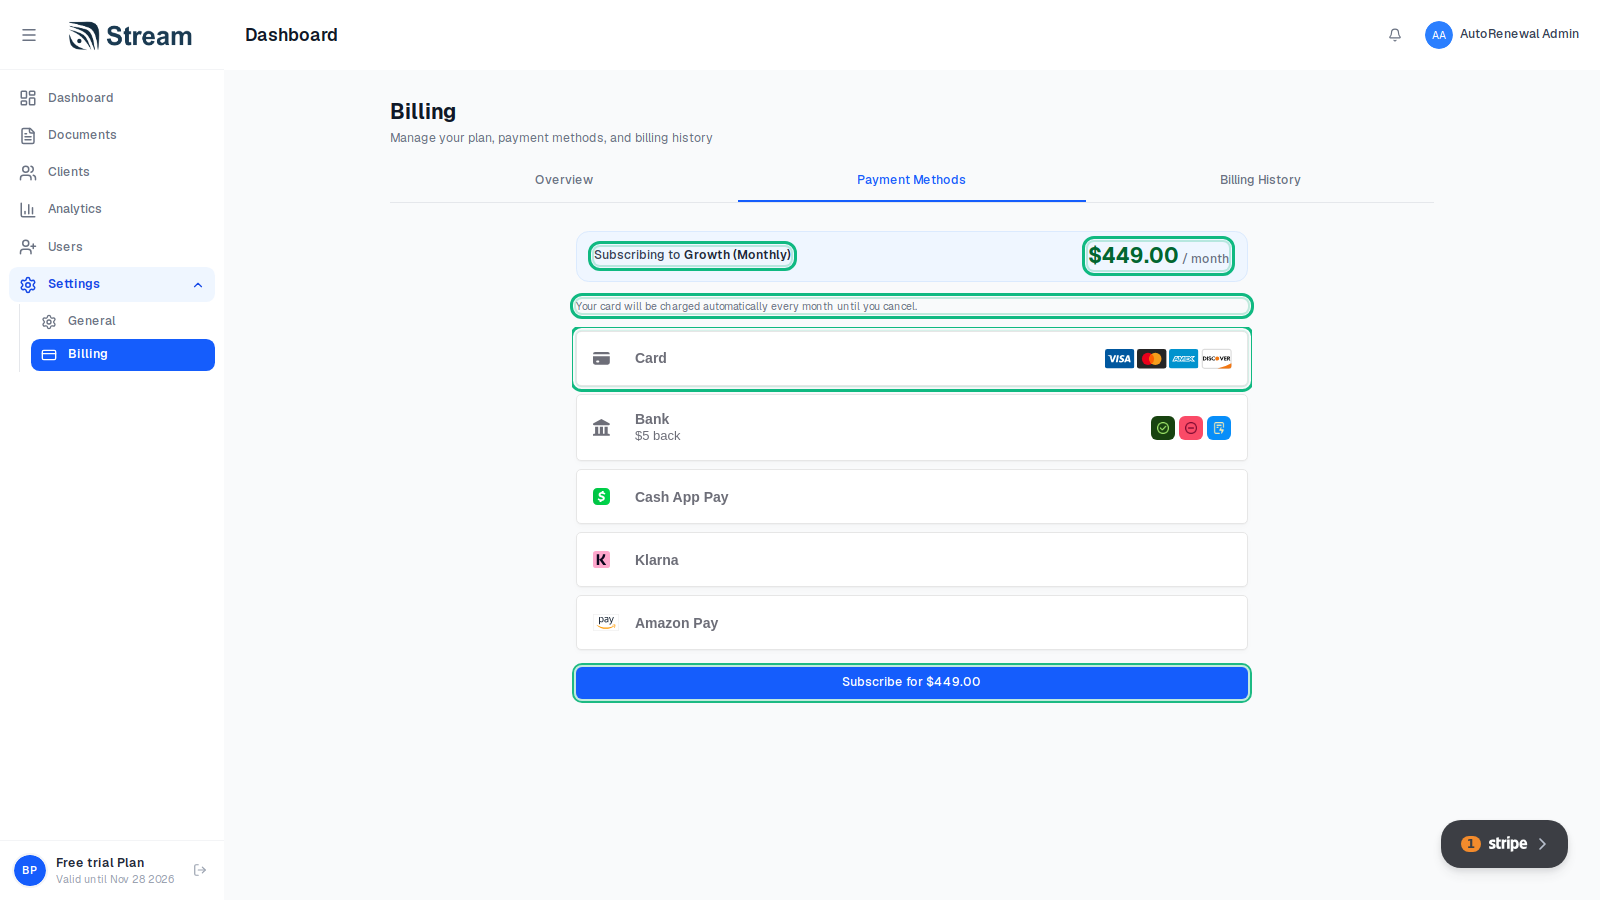 Stream
Dashboard
AA
AutoRenewal Admin
Dashboard
Documents
Clients
Analytics
Users
Settings
General
Billing
Billing
Manage your plan, payment methods, and billing history
Overview
Payment Methods
Billing History
Subscribing to Growth (Monthly)
$449.00 / month
Your card will be charged automatically every month until you cancel.
Card
VISA
AMEX
DISCOVER
Bank
$5 back
$
Cash App Pay
K
Klarna
pay
Amazon Pay
Subscribe for $449.00
1 stripe
BP
Free trial Plan
Valid until Nov 28 2026